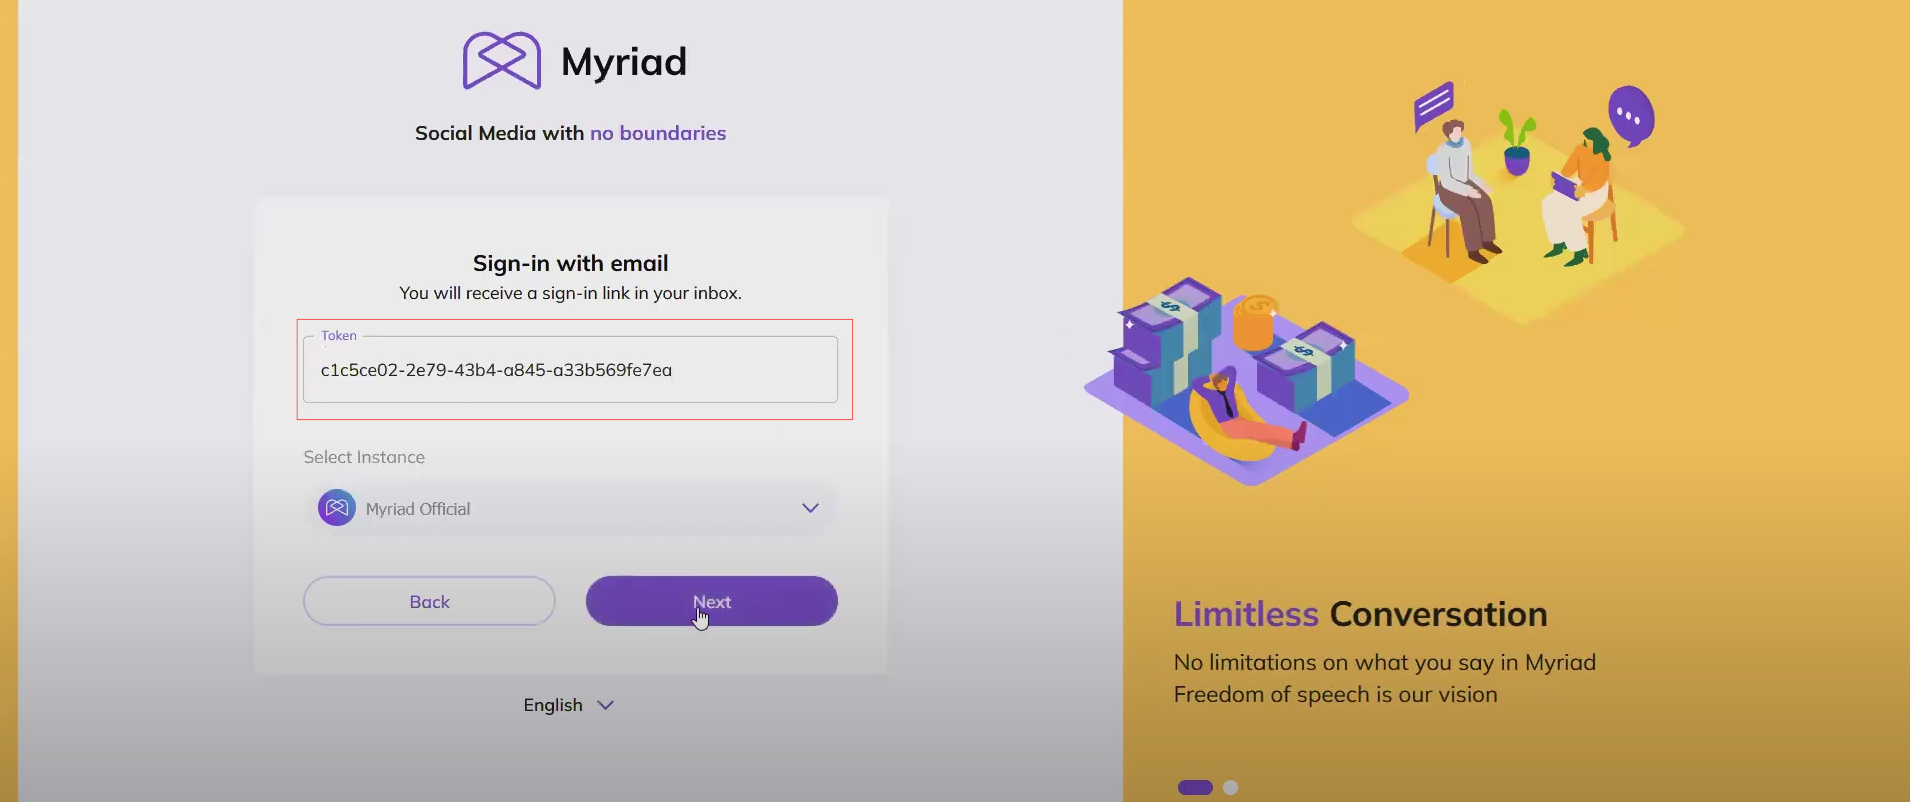 Myriad
Social Media with no boundaries
Sign-in with email
You will receive a sign-in link in your inbox.
Token
c1c5ce02-2e79-43b4-a845-a33b569fe7ea
Select Instance
Myriad Official
Back
Next
English
Limitless Conversation
No limitations on what you say in Myriad
Freedom of speech is our vision